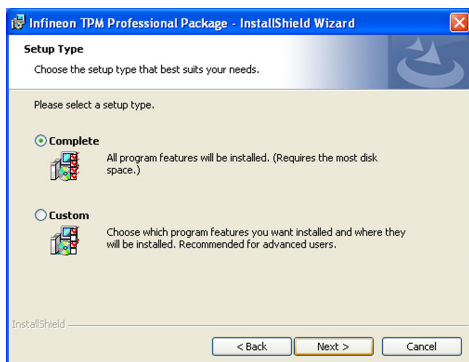 Infineon TPM Professional Package - InstallShield Wizard
Setup Type
Choose the setup type that best suits your needs.
Please select a setup type.
Complete
All program features will be installed. (Requires the most disk
space.)
Custom
Choose which program features you want installed and where they
will be installed. Recommended for advanced users.
InstallShield
< Back
Next >
Cancel